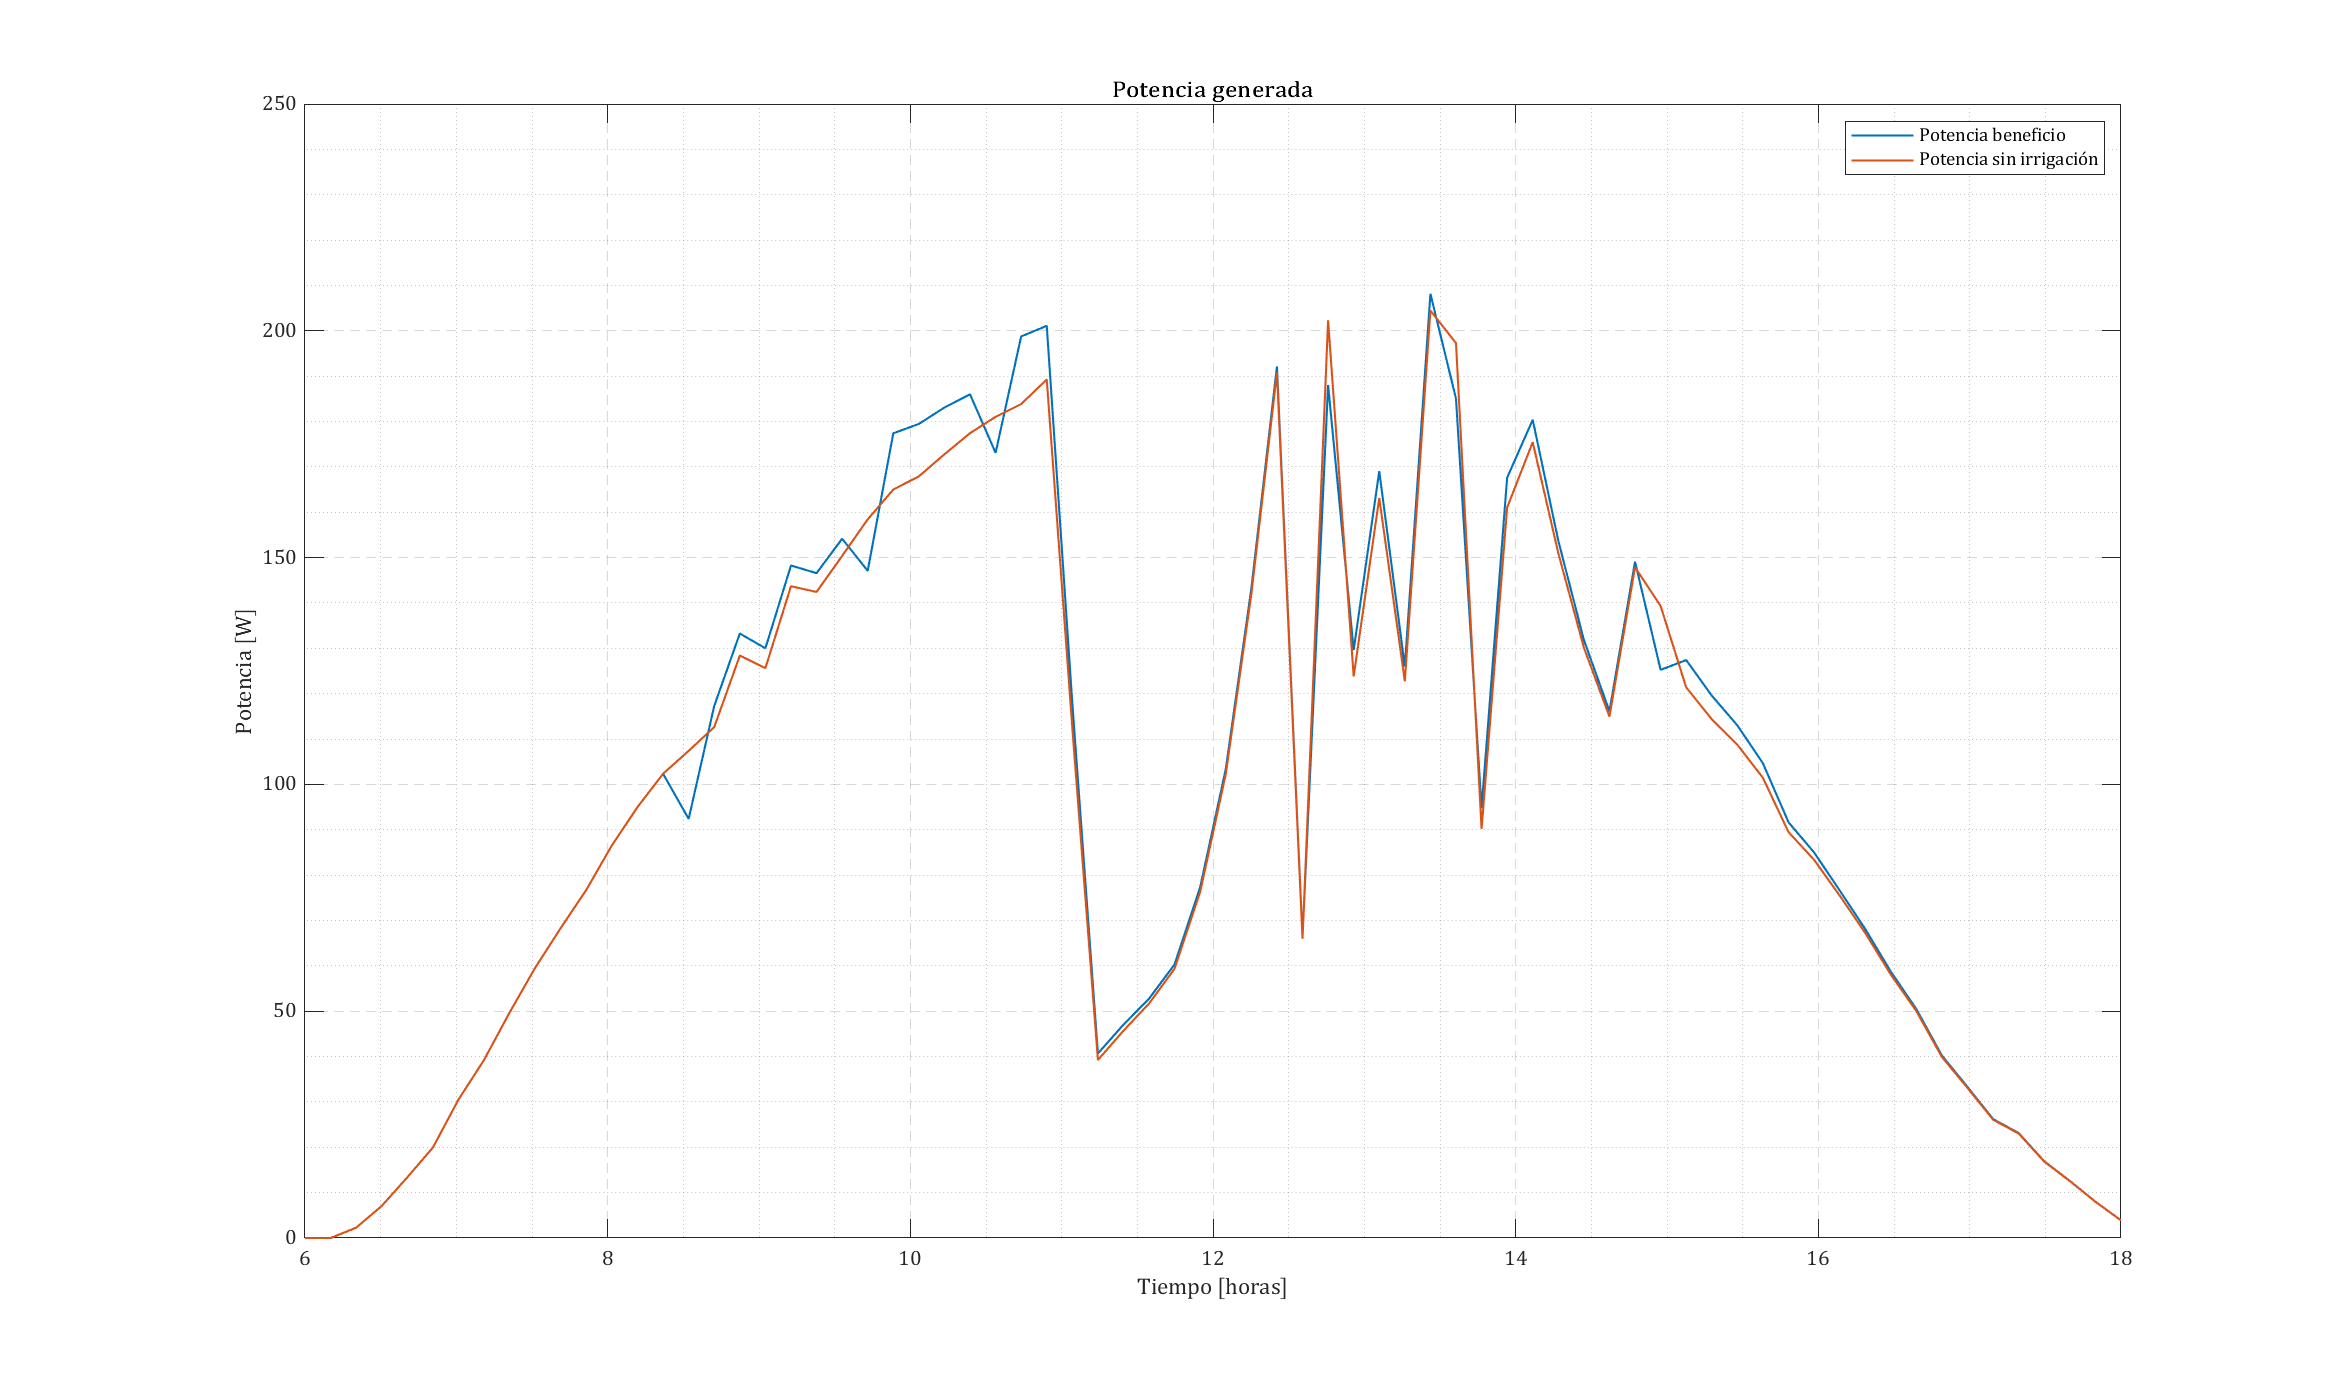 Potencia generada
250
200
150
100
50
0
Potencia [W]
Potencia beneficio
Potencia sin irrigación
6
8
10
12
14
16
18
Tiempo [horas]